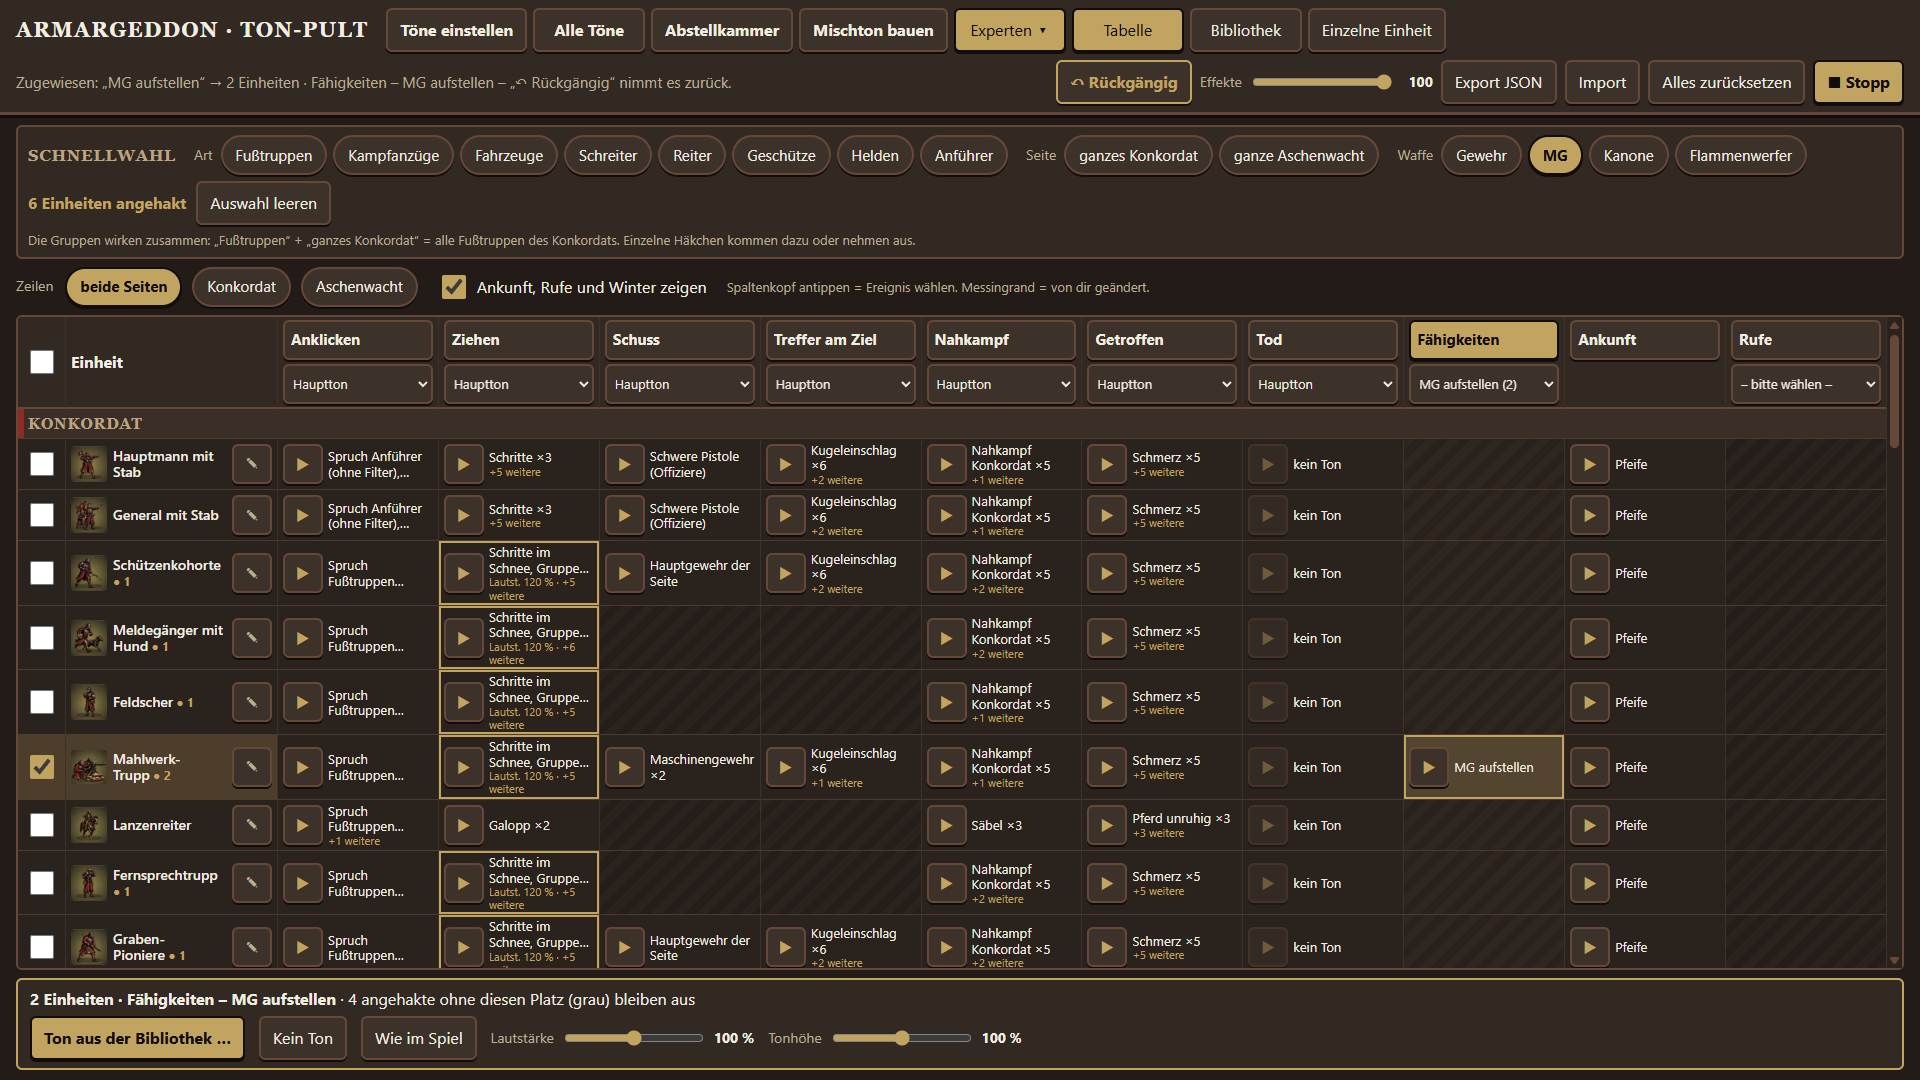 ARMARGEDDON · TON-PULT
Töne einstellen
Alle Töne
Abstellkammer
Mischton bauen
Experten ▾
Tabelle
Bibliothek
Einzelne Einheit
Zugewiesen: „MG aufstellen“ → 2 Einheiten · Fähigkeiten – MG aufstellen – „↶ Rückgängig“ nimmt es zurück.
↶ Rückgängig
Effekte
100
Export JSON
Import
Alles zurücksetzen
■ Stopp
SCHNELLWAHL
Art
Fußtruppen
Kampfanzüge
Fahrzeuge
Schreiter
Reiter
Geschütze
Helden
Anführer
Seite
ganzes Konkordat
ganze Aschenwacht
Waffe
Gewehr
MG
Kanone
Flammenwerfer
6 Einheiten angehakt
Auswahl leeren
Die Gruppen wirken zusammen: „Fußtruppen“ + „ganzes Konkordat“ = alle Fußtruppen des Konkordats. Einzelne Häkchen kommen dazu oder nehmen aus.
Zeilen
beide Seiten
Konkordat
Aschenwacht
Ankunft, Rufe und Winter zeigen
Spaltenkopf antippen = Ereignis wählen. Messingrand = von dir geändert.
Einheit
Anklicken
Ziehen
Schuss
Treffer am Ziel
Nahkampf
Getroffen
Tod
Fähigkeiten
Ankunft
Rufe
Hauptton
Hauptton
Hauptton
Hauptton
Hauptton
Hauptton
Hauptton
MG aufstellen (2)
– bitte wählen –
KONKORDAT
Hauptmann mit
Stab
Spruch Anführer
(ohne Filter),...
Schritte ×3
+5 weitere
Schwere Pistole
(Offiziere)
Kugeleinschlag
×6
+2 weitere
Nahkampf
Konkordat ×5
+1 weitere
Schmerz ×5
+5 weitere
kein Ton
Pfeife
General mit Stab
Spruch Anführer
(ohne Filter),...
Schritte ×3
+5 weitere
Schwere Pistole
(Offiziere)
Kugeleinschlag
×6
+2 weitere
Nahkampf
Konkordat ×5
+1 weitere
Schmerz ×5
+5 weitere
kein Ton
Pfeife
Schützenkohorte
● 1
Spruch
Fußtruppen...
Schritte im
Schnee, Gruppe...
Lautst. 120 % · +5
weitere
Hauptgewehr der
Seite
Kugeleinschlag
×6
+2 weitere
Nahkampf
Konkordat ×5
+2 weitere
Schmerz ×5
+5 weitere
kein Ton
Pfeife
Meldegänger mit
Hund ● 1
Spruch
Fußtruppen...
Schritte im
Schnee, Gruppe...
Lautst. 120 % · +6
weitere
Nahkampf
Konkordat ×5
+2 weitere
Schmerz ×5
+5 weitere
kein Ton
Pfeife
Feldscher ● 1
Spruch
Fußtruppen...
Schritte im
Schnee, Gruppe...
Lautst. 120 % · +5
weitere
Nahkampf
Konkordat ×5
+1 weitere
Schmerz ×5
+5 weitere
kein Ton
Pfeife
Mahlwerk-
Trupp ● 2
Spruch
Fußtruppen...
Schritte im
Schnee, Gruppe...
Lautst. 120 % · +5
weitere
Maschinengewehr
×2
Kugeleinschlag
×6
+1 weitere
Nahkampf
Konkordat ×5
+1 weitere
Schmerz ×5
+5 weitere
kein Ton
MG aufstellen
Pfeife
Lanzenreiter
Spruch
Fußtruppen...
+1 weitere
Galopp ×2
Säbel ×3
Pferd unruhig ×3
+3 weitere
kein Ton
Pfeife
Fernsprechtrupp
● 1
Spruch
Fußtruppen...
Schritte im
Schnee, Gruppe...
Lautst. 120 % · +5
weitere
Nahkampf
Konkordat ×5
+2 weitere
Schmerz ×5
+5 weitere
kein Ton
Pfeife
Graben-
Pioniere ● 1
Spruch
Fußtruppen...
Schritte im
Schnee, Gruppe...
Lautst. 120 % · +5
Hauptgewehr der
Seite
Kugeleinschlag
×6
+2 weitere
Nahkampf
Konkordat ×5
+2 weitere
Schmerz ×5
+5 weitere
kein Ton
Pfeife
2 Einheiten · Fähigkeiten – MG aufstellen · 4 angehakte ohne diesen Platz (grau) bleiben aus
Ton aus der Bibliothek ...
Kein Ton
Wie im Spiel
Lautstärke
100 %
Tonhöhe
100 %